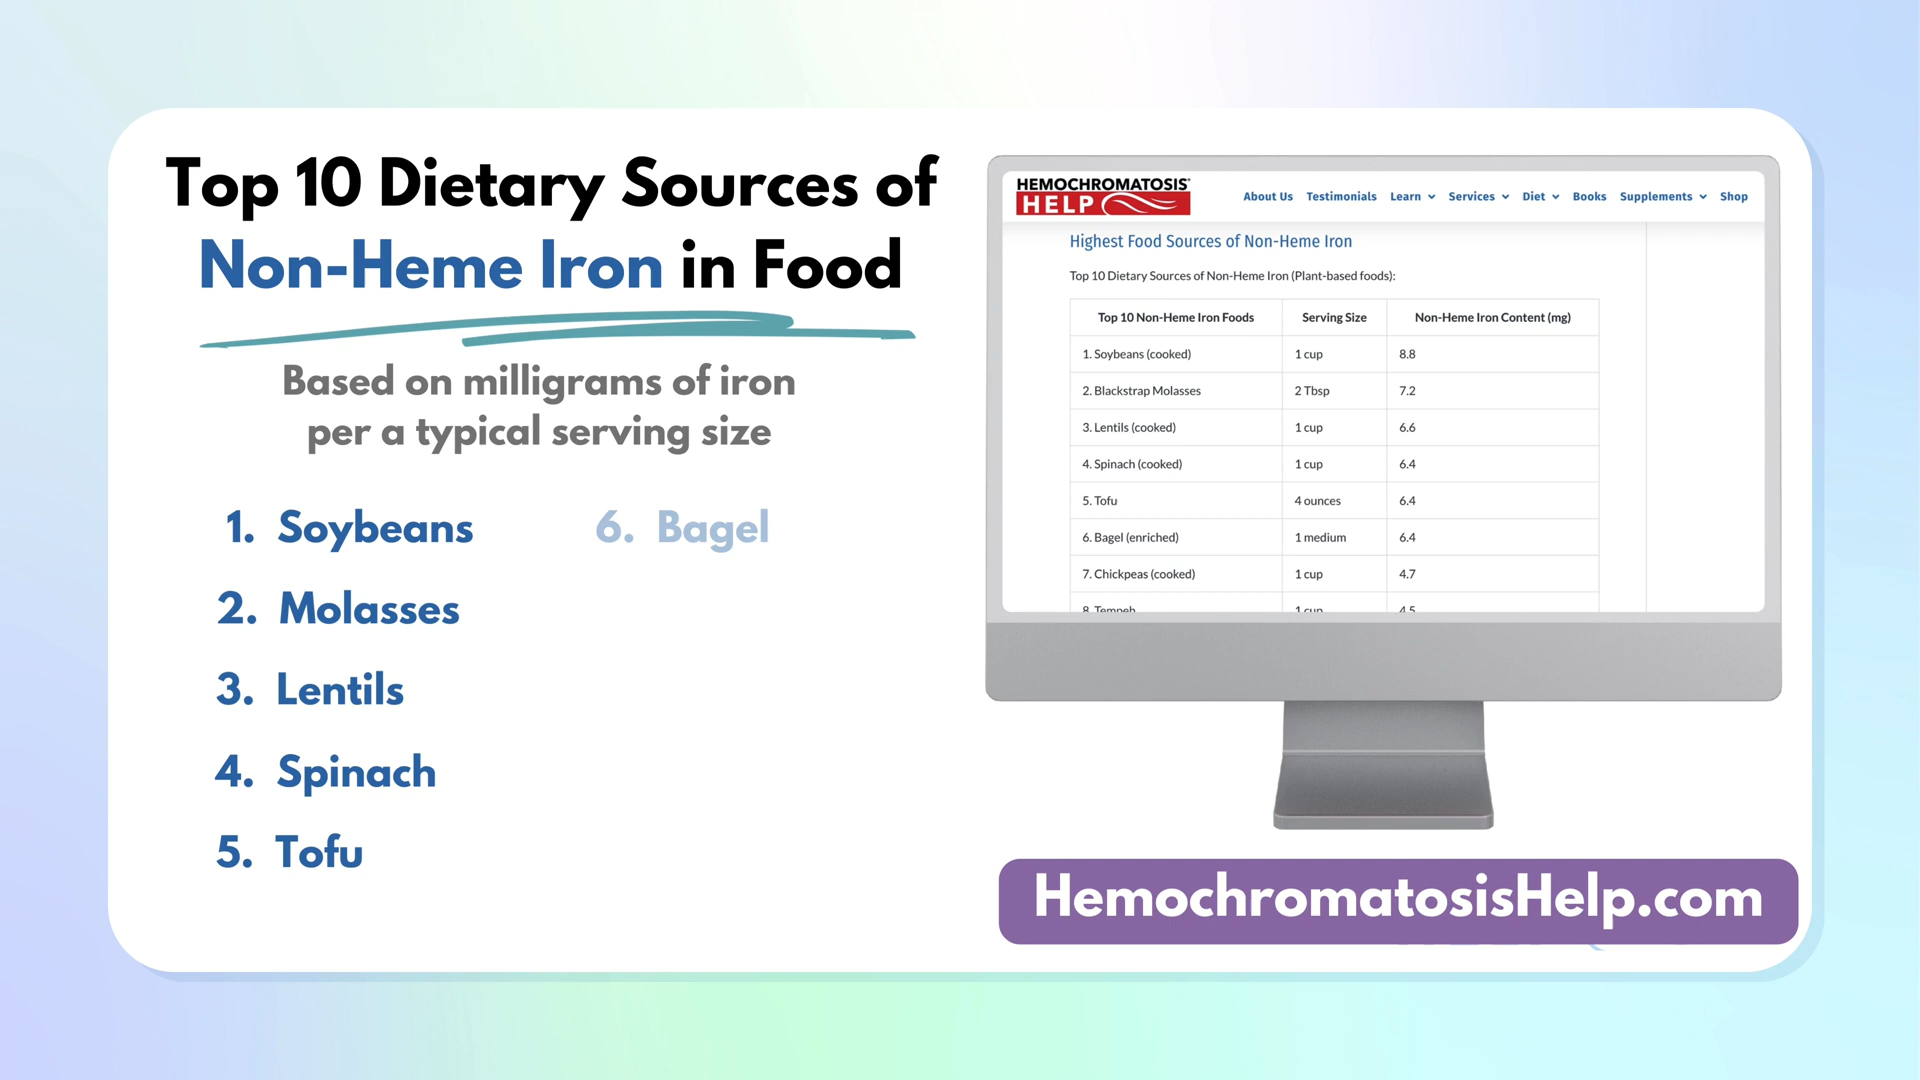 Top 10 Dietary Sources of
Non-Heme Iron in Food
Based on milligrams of iron
per a typical serving size
1. Soybeans
2. Molasses
3. Lentils
4. Spinach
5. Tofu
6. Bagel
HEMOCHROMATOSIS
HELP
About Us Testimonials Learn Services Diet Books Supplements Shop
Highest Food Sources of Non-Heme Iron
Top 10 Dietary Sources of Non-Heme Iron (Plant-based foods):
Top 10 Non-Heme Iron Foods Serving Size Non-Heme Iron Content (mg)
1. Soybeans (cooked) 1 cup 8.8
2. Blackstrap Molasses 2 Tbsp 7.2
3. Lentils (cooked) 1 cup 6.6
4. Spinach (cooked) 1 cup 6.4
5. Tofu 4 ounces 6.4
6. Bagel (enriched) 1 medium 6.4
7. Chickpeas (cooked) 1 cup 4.7
8. Tempeh 1 cup 4.5
HemochromatosisHelp.com